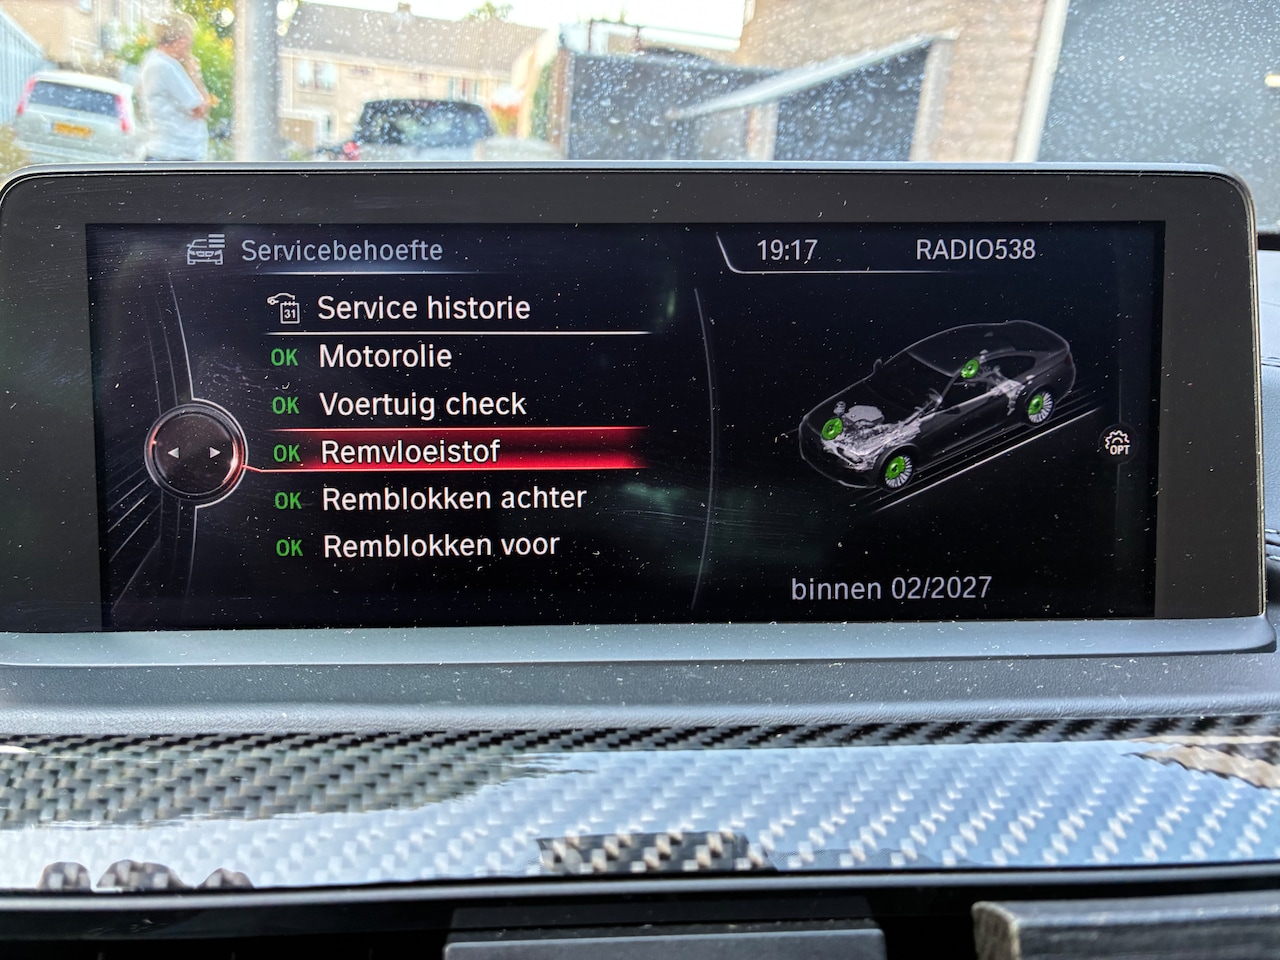 Servicebehoefte
19:17
RADIO538
31 Service historie
OK Motorolie
OK Voertuig check
OK Remvloeistof
OK Remblokken achter
OK Remblokken voor
OPT
binnen 02/2027